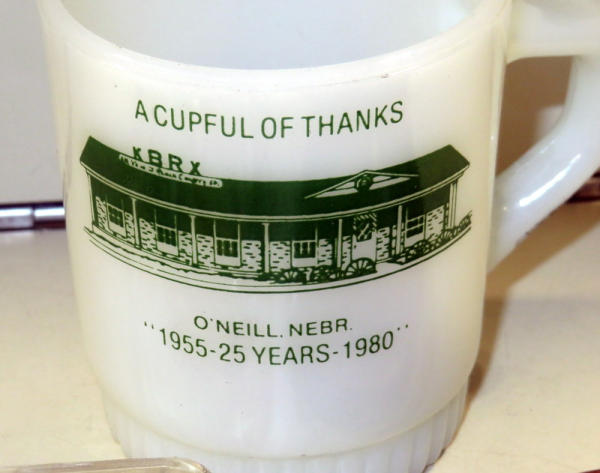 A CUPFUL OF THANKS
KBRX
O'NEILL, NEBR.
"1955-25 YEARS-1980"